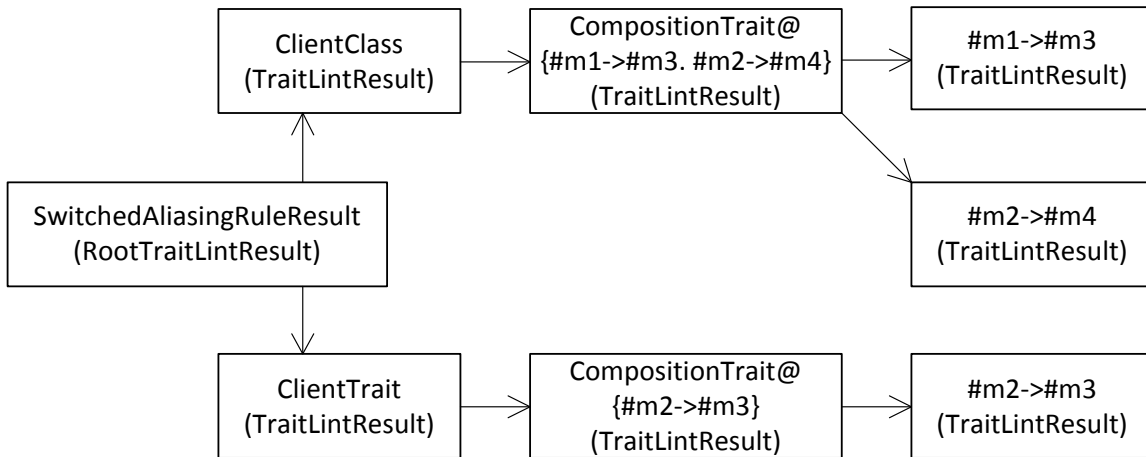 ClientClass
(TraitLintResult)
CompositionTrait@
{#m1->#m3. #m2->#m4}
(TraitLintResult)
#m1->#m3
(TraitLintResult)
SwitchedAliasingRuleResult
(RootTraitLintResult)
#m2->#m4
(TraitLintResult)
ClientTrait
(TraitLintResult)
CompositionTrait@
{#m2->#m3}
(TraitLintResult)
#m2->#m3
(TraitLintResult)